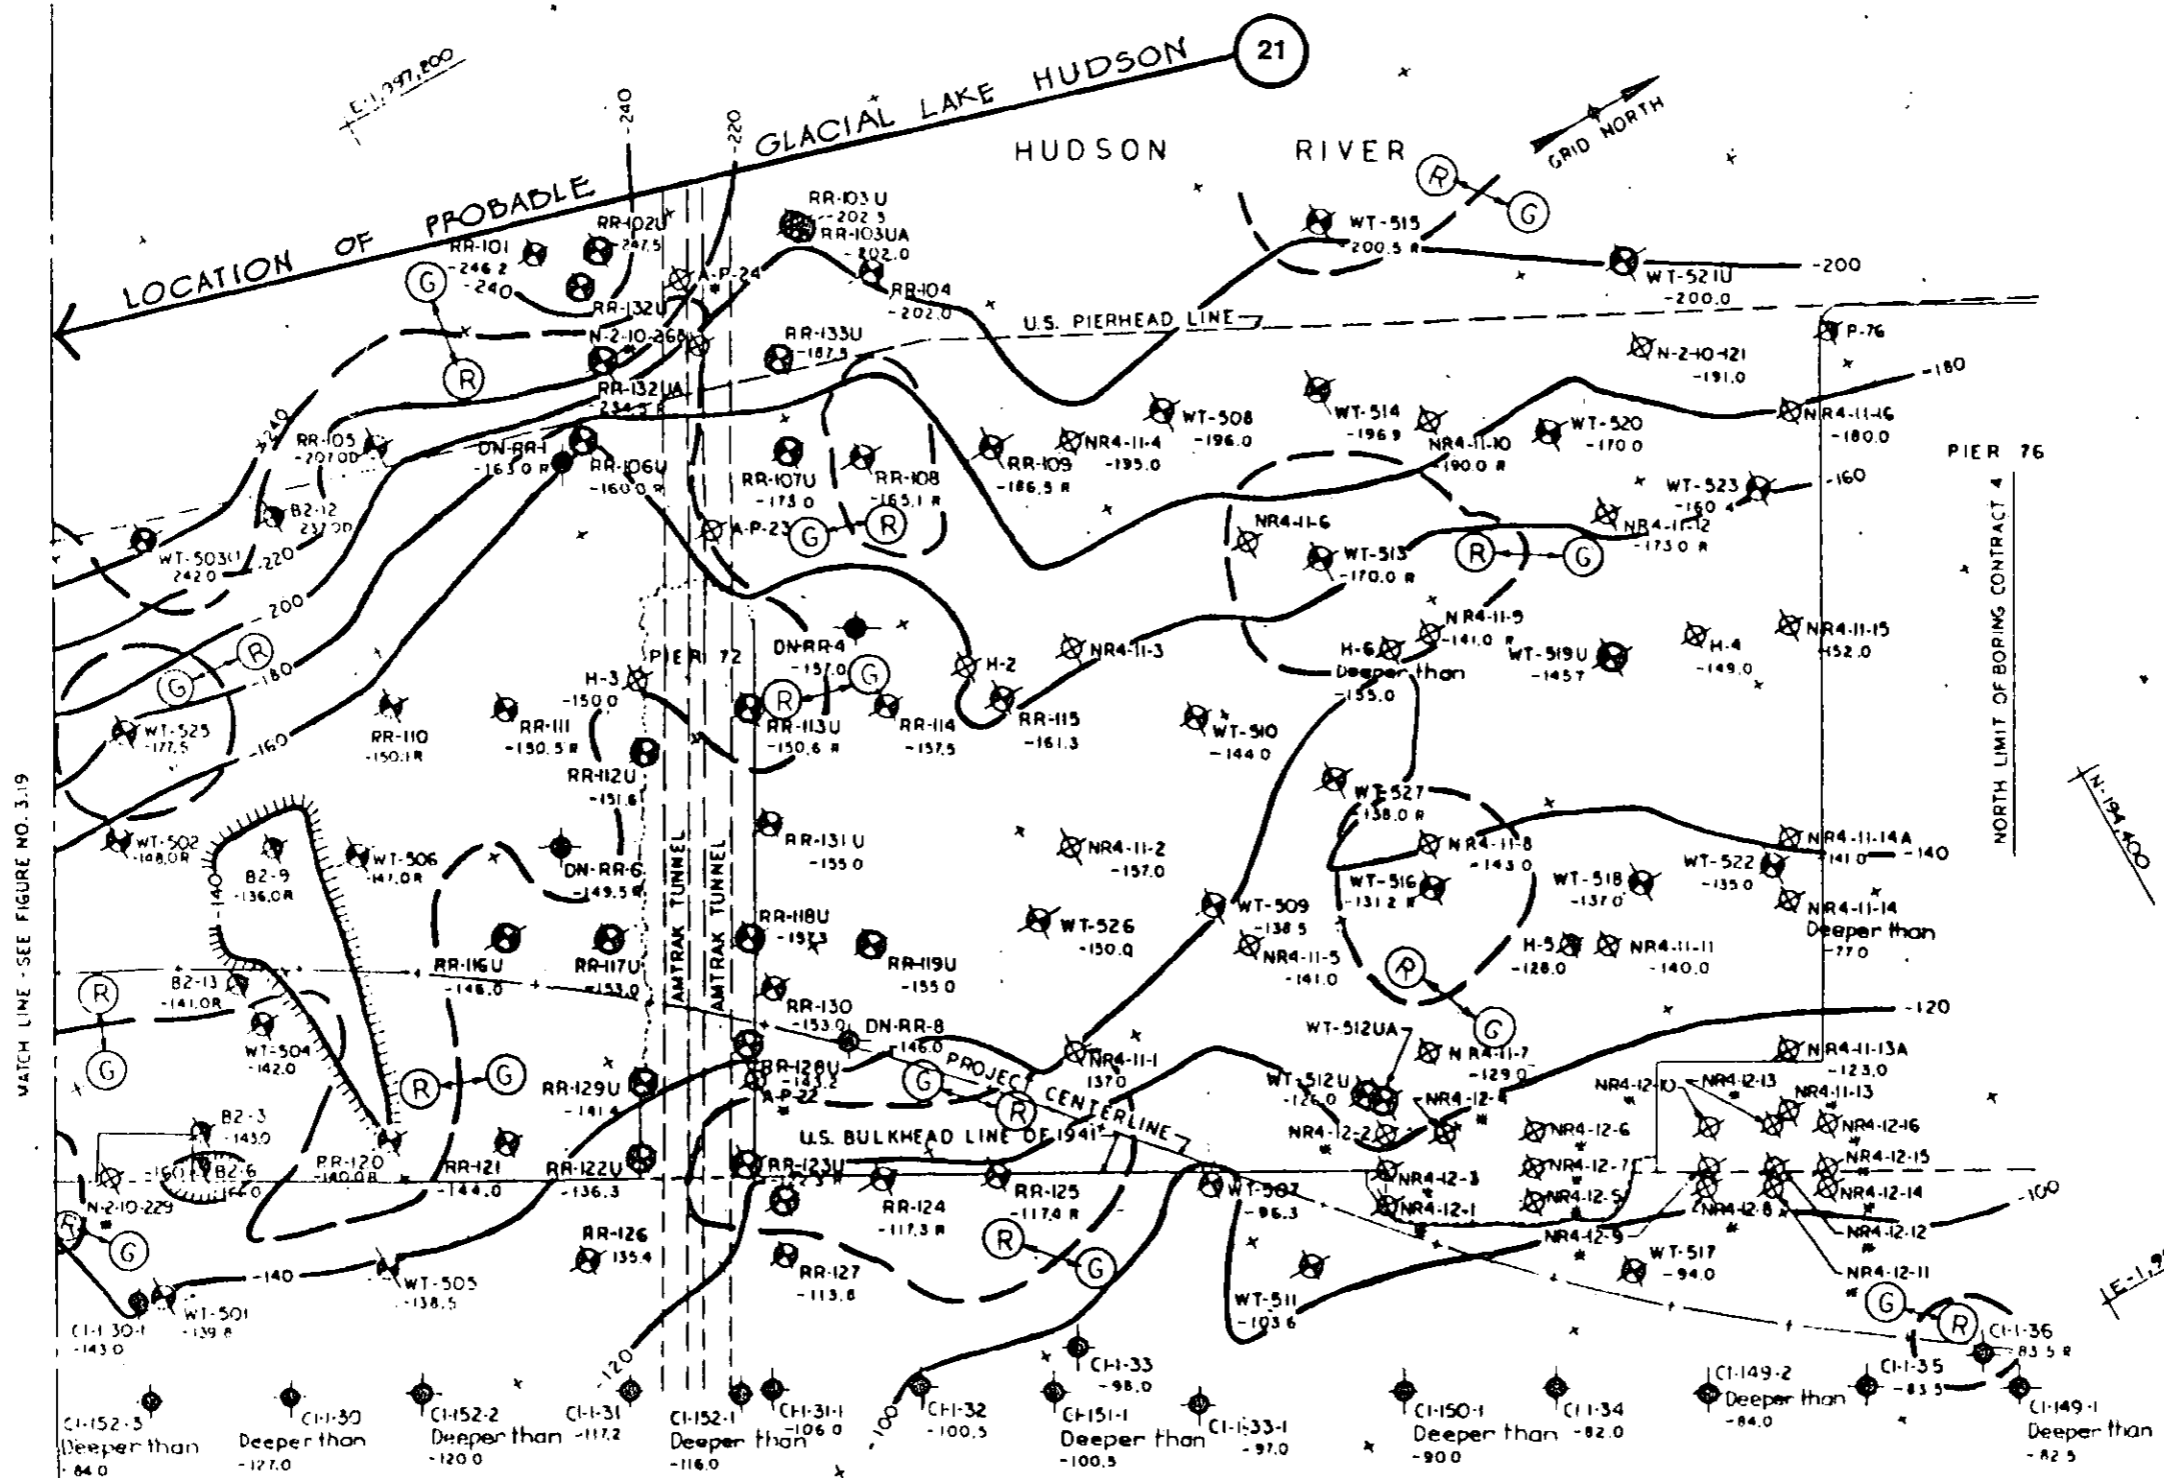 21
LOCATION OF PROBABLE GLACIAL LAKE HUDSON
E-1,997,200
-240
-220
HUDSON RIVER
GRID NORTH
R
G
RR-103U
-202.5
RR-103UA
-202.0
RR-102U
-247.5
RR-101
-246.2
-240
RR-132U
A-P-24
*
RR-104
-202.0
WT-515
-200.5 R
WT-521U
-200.0
-200
G
R
U.S. PIERHEAD LINE
P-76
N-2-10-268
*
RR-133U
-187.5
N-2-10-121
-191.0
-180
RR-132UA
-234.5 R
-240
RR-105
-207.0D
DN-RR-1
-163.0 R
RR-106U
-160.0 R
RR-107U
-173.0
RR-108
-165.1 R
RR-109
-186.5 R
NR4-11-4
-195.0
WT-508
-196.0
WT-514
-196.9
NR4-11-10
-190.0 R
WT-520
-170.0
NR4-11-16
-180.0
PIER 76
WT-523
-160.4
-160
B2-12
237.0D
WT-503U
242.0
-220
A-P-23
G
R
NR4-11-6
WT-513
-170.0 R
R
G
NR4-11-12
-173.0 R
-200
R
G
-180
PIER 72
H-3
-150.0
DN-RR-4
-157.0
R
G
H-2
NR4-11-3
H-6
Deeper than
-155.0
NR4-11-9
-141.0 R
WT-519U
-145.7
H-4
-149.0
NR4-11-15
-152.0
NORTH LIMIT OF BORING CONTRACT 4
WT-525
-177.5
-160
RR-110
-150.1 R
RR-111
-150.5 R
RR-113U
-150.6 R
RR-114
-157.5
RR-115
-161.3
WT-510
-144.0
RR-112U
-151.6
WT-527
-138.0 R
N-194,400
MATCH LINE - SEE FIGURE NO. 3.19
WT-502
-148.0R
B2-9
-136.0R
-140
WT-506
-141.0R
DN-RR-6
-149.5R
RR-131U
-155.0
NR4-11-2
-157.0
NR4-11-8
-143.0
NR4-11-14A
-141.0
-140
WT-522
-135.0
WT-516
-131.2 R
WT-518
-137.0
NR4-11-14
Deeper than
-77.0
AMTRAK TUNNEL
AMTRAK TUNNEL
RR-116U
-146.0
RR-117U
-153.0
RR-118U
-157.3
RR-119U
-155.0
WT-526
-150.0
WT-509
-138.5
NR4-11-5
-141.0
R
G
H-5
-128.0
NR4-11-11
-140.0
R
G
B2-13
-141.0R
WT-504
-142.0
RR-130
-153.0
DN-RR-8
-146.0
PROJECT CENTERLINE
WT-512UA
-120
NR4-11-1
137.0
NR4-11-7
-129.0
NR4-11-13A
-123.0
R
G
RR-129U
-141.4
RR-128U
-143.2
A-P-22
*
G
R
WT-512U
-126.0
NR4-12-4
*
NR4-12-10
*
NR4-12-13
*
NR4-11-13
B2-3
-143.0
U.S. BULKHEAD LINE OF 1941
NR4-12-2
*
NR4-12-6
*
NR4-12-16
*
-160
B2-6
-166.0
RR-120
-140.0R
RR-121
-144.0
RR-122U
-136.3
RR-123U
NR4-12-3
*
NR4-12-7
*
NR4-12-15
*
N-2-10-229
*
RR-124
-117.3 R
RR-125
-117.4 R
WT-507
-96.3
NR4-12-1
*
NR4-12-5
*
NR4-12-8
*
NR4-12-14
*
-100
R
G
RR-126
135.4
RR-127
-113.8
R
G
NR4-12-9
*
NR4-12-12
*
WT-517
-94.0
NR4-12-11
*
-140
WT-505
-138.5
WT-501
-139.8
WT-511
-103.6
G
R
C1-1-30-1
-143.0
-120
C1-1-33
-98.0
C1-1-36
83.5 R
C1-152-3
Deeper than
-84.0
C1-1-30
Deeper than
-127.0
C1-152-2
Deeper than
-120.0
C1-1-31
-117.2
C1-152-1
Deeper than
-116.0
C1-1-31-1
-106.0
-100
C1-1-32
-100.5
C1-151-1
Deeper than
-100.5
C1-1-33-1
-97.0
C1-150-1
Deeper than
-90.0
C1-1-34
-82.0
C1-149-2
Deeper than
-84.0
C1-1-35
-83.5
C1-149-1
Deeper than
-82.5